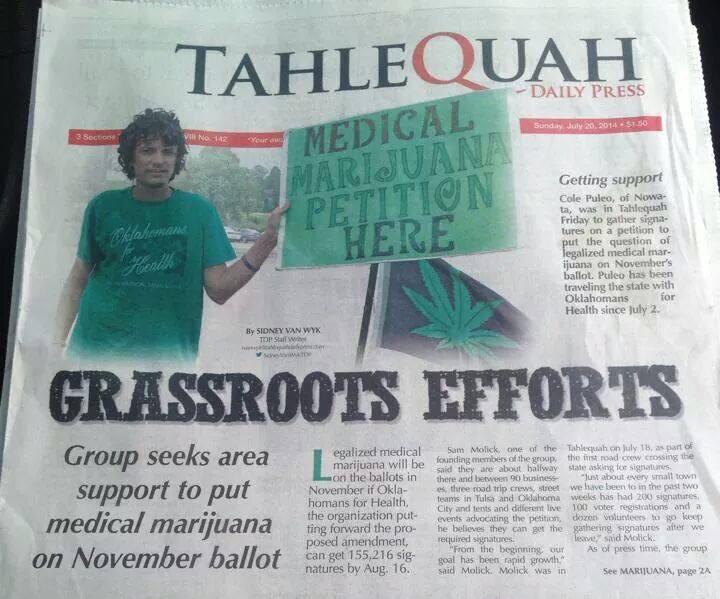 TAHLEQUAH
- DAILY PRESS
3 Sections
VIII No. 142
"Your
Sunday, July 20, 2014 • $1.50
MEDICAL
MARIJUANA
PETITION
HERE
Oklahomans
for
Health
Getting support
Cole Puleo, of Nowa-
ta, was in Tahlequah
Friday to gather signa-
tures on a petition to
put the question of
legalized medical mar-
ijuana on November's
ballot. Puleo has been
traveling the state with
Oklahomans for
Health since July 2.
By SIDNEY VAN WYK
TDP Staff Writer
GRASSROOTS EFFORTS
Group seeks area
support to put
medical marijuana
on November ballot
Legalized medical
marijuana will be
on the ballots in
November if Okla-
homans for Health,
the organization put-
ting forward the pro-
posed amendment,
can get 155,216 sig-
natures by Aug. 16.
Sam Molick, one of the
founding members of the group,
said they are about halfway
there and between 90 business-
es, three road trip crews, street
teams in Tulsa and Oklahoma
City and tents and different live
events advocating the petition,
he believes they can get the
required signatures.
"From the beginning, our
goal has been rapid growth,"
said Molick. Molick was in
Tahlequah on July 18, as part of
the first road crew crossing the
state asking for signatures.
"Just about every small town
we have been to in the past two
weeks has had 200 signatures,
100 voter registrations and a
dozen volunteers to go keep
gathering signatures after we
leave," said Molick.
As of press time, the group
See MARIJUANA, page 2A